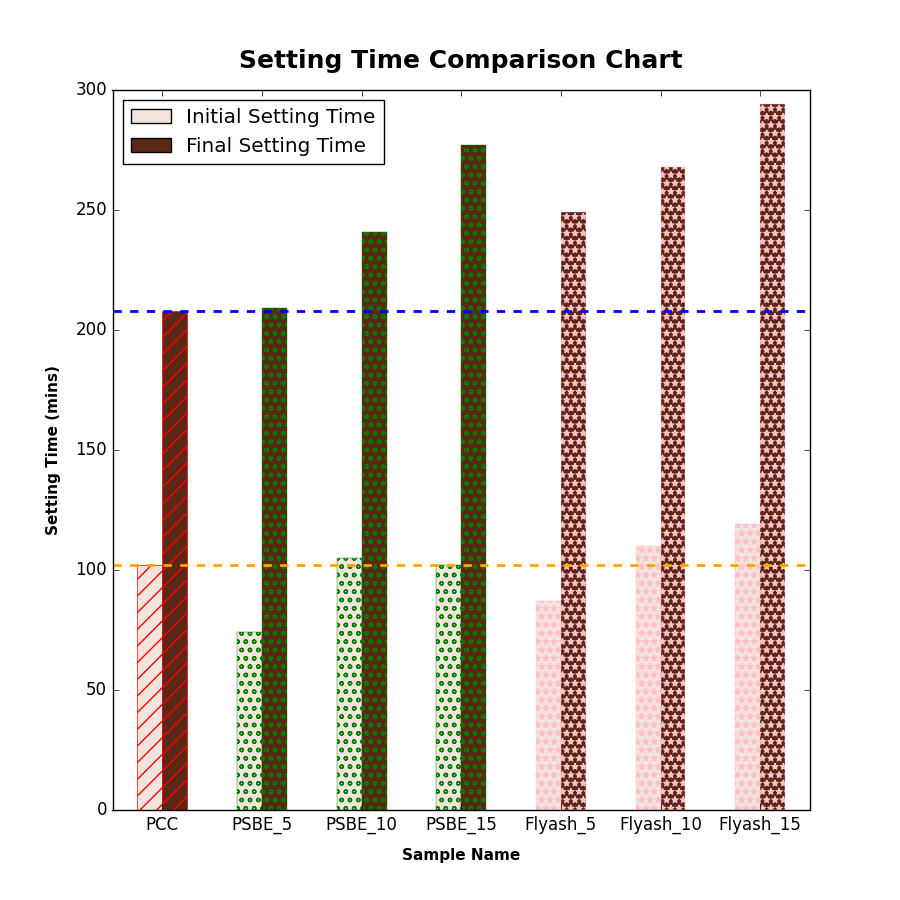 Setting Time Comparison Chart
Initial Setting Time
Final Setting Time
300
250
200
150
100
50
0
Setting Time (mins)
PCC PSBE_5 PSBE_10 PSBE_15 Flyash_5 Flyash_10 Flyash_15
Sample Name